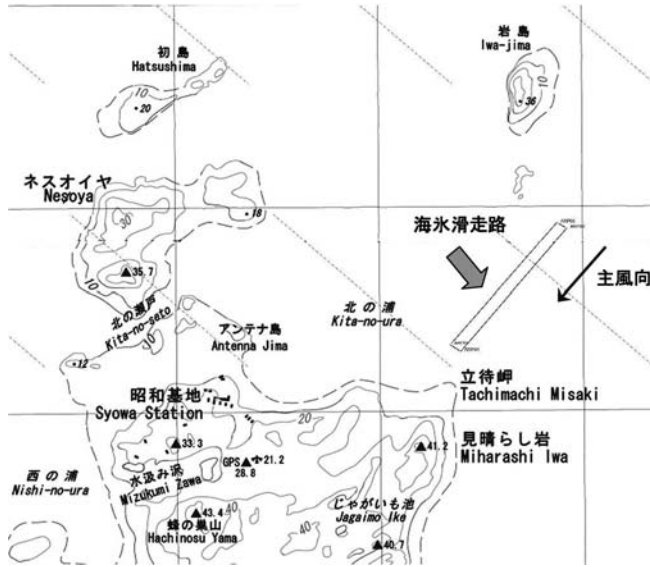 初島
Hatsushima
10
20
岩島
Iwa-jima
10
36
ネスオイヤ
Nesoya
30
18
35.7
10
海氷滑走路
主風向
北の瀬戸
Kita-no-seto
アンテナ島
Antenna Jima
北の浦
Kita-no-ura
10
12
立待岬
Tachimachi Misaki
昭和基地
Syowa Station
20
見晴らし岩
Miharashi Iwa
33.3
GPS
21.2
28.8
41.2
西の浦
Nishi-no-ura
水汲み沢
Mizukumi Zawa
じゃがいも池
Jagaimo Ike
43.4
40
蜂の巣山
Hachinosu Yama
40
40.7